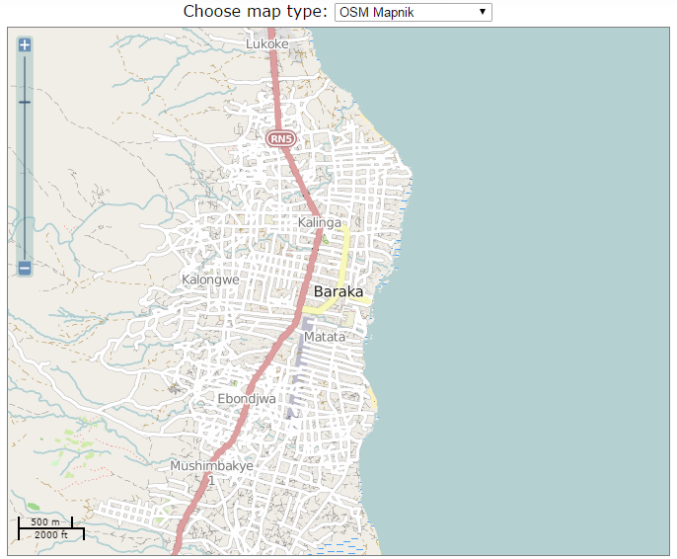 Choose map type: OSM Mapnik
Lukoke
RN5
Kalinga
Kalongwe
Baraka
Matata
Ebondjwa
Mushimbakye
1
500 m
2000 ft